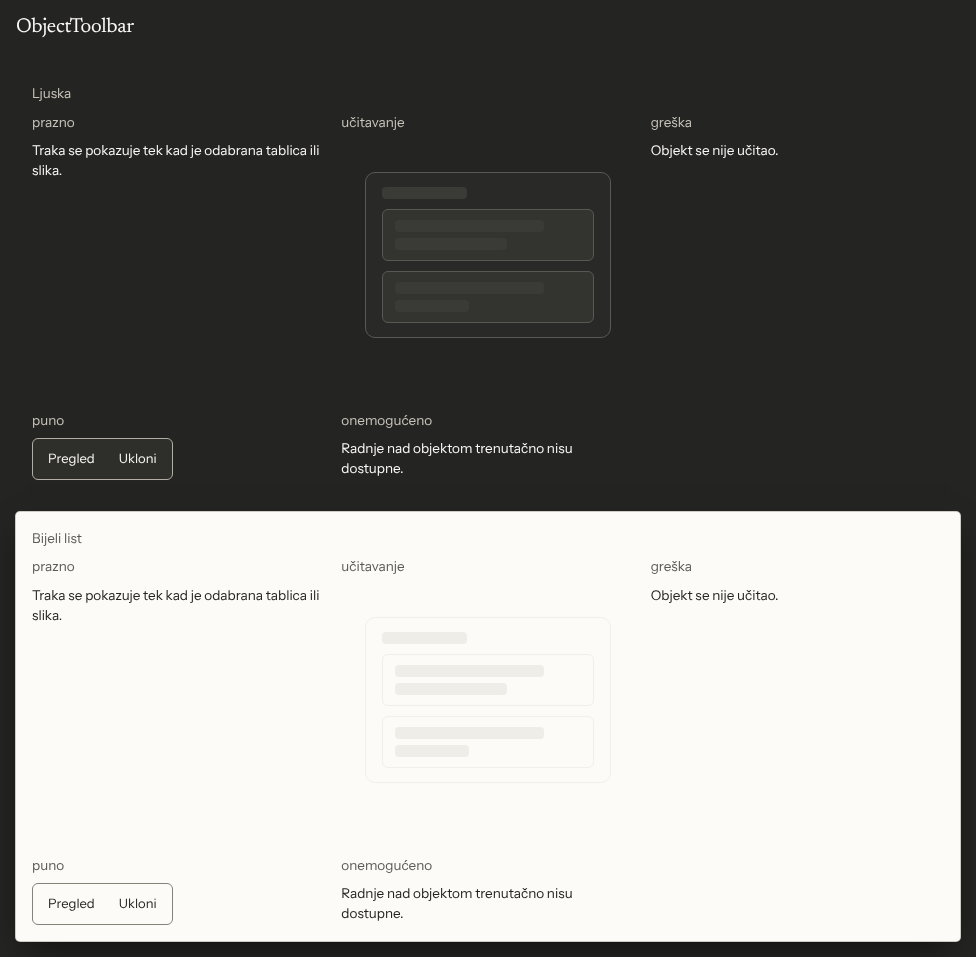 ObjectToolbar
Ljuska
prazno
Traka se pokazuje tek kad je odabrana tablica ili
slika.
učitavanje
greška
Objekt se nije učitao.
puno
Pregled Ukloni
onemogućeno
Radnje nad objektom trenutačno nisu
dostupne.
Bijeli list
prazno
Traka se pokazuje tek kad je odabrana tablica ili
slika.
učitavanje
greška
Objekt se nije učitao.
puno
Pregled Ukloni
onemogućeno
Radnje nad objektom trenutačno nisu
dostupne.